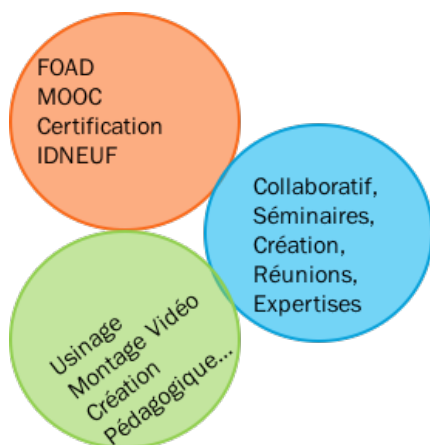 FOAD
MOOC
Certification
IDNEUF
Collaboratif,
Séminaires,
Création,
Réunions,
Expertises
Usinage
Montage Vidéo
Création
Pédagogique...